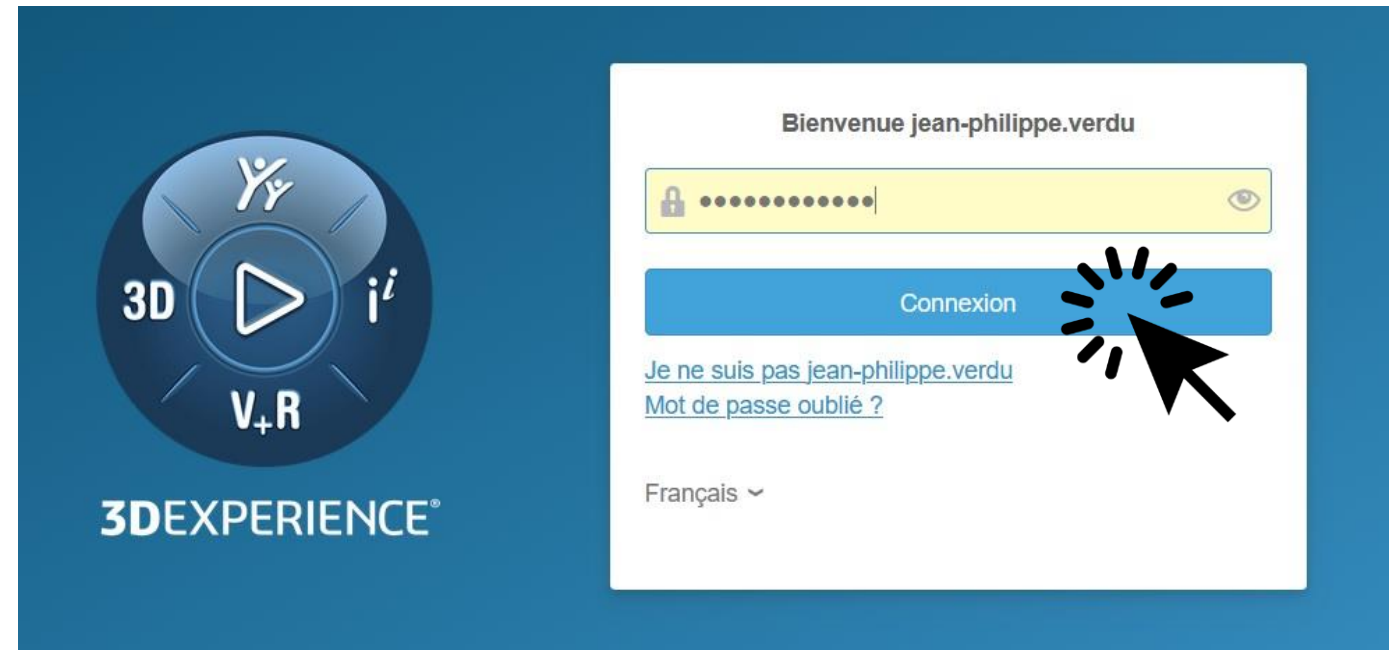 Bienvenue jean-philippe.verdu
••••••••••••
Connexion
Je ne suis pas jean-philippe.verdu
Mot de passe oublié ?
Français
3D
iⁱ
V+R
3DEXPERIENCE®